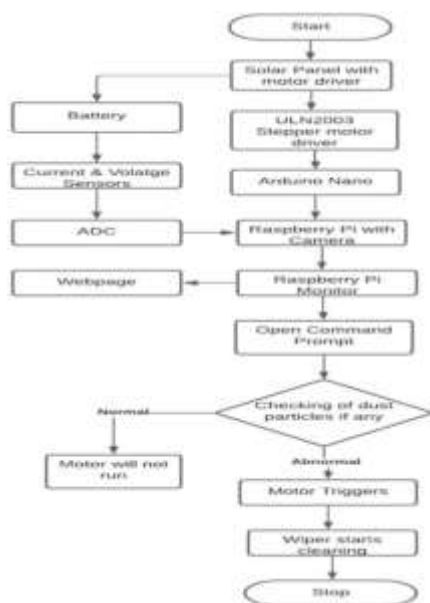 Start
Solar Panel with
motor driver
Battery
ULN2003
Stepper motor
driver
Current & Volatge
Sensors
Arduino Nano
ADC
Raspberry Pi with
Camera
Webpage
Raspberry Pi
Monitor
Open Command
Prompt
Checking of dust
particles if any
Normal
Motor will not
run
Abnormal
Motor Triggers
Wiper starts
cleaning
Stop